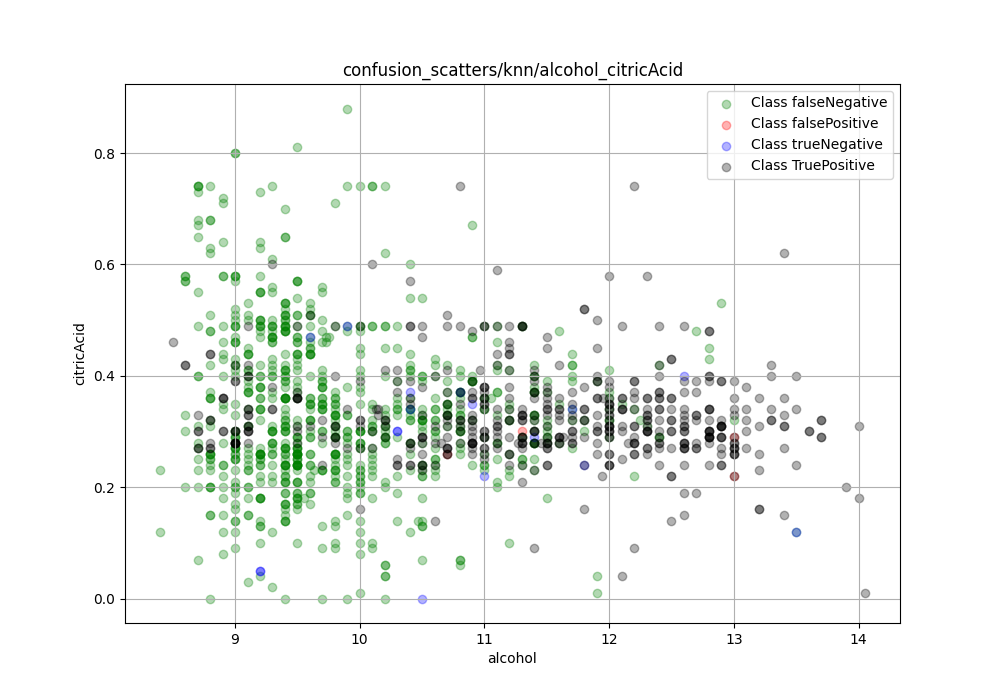 confusion_scatters/knn/alcohol_citricAcid
Class falseNegative
Class falsePositive
Class trueNegative
Class TruePositive
0.8
0.6
0.4
0.2
0.0
citricAcid
9 10 11 12 13 14
alcohol